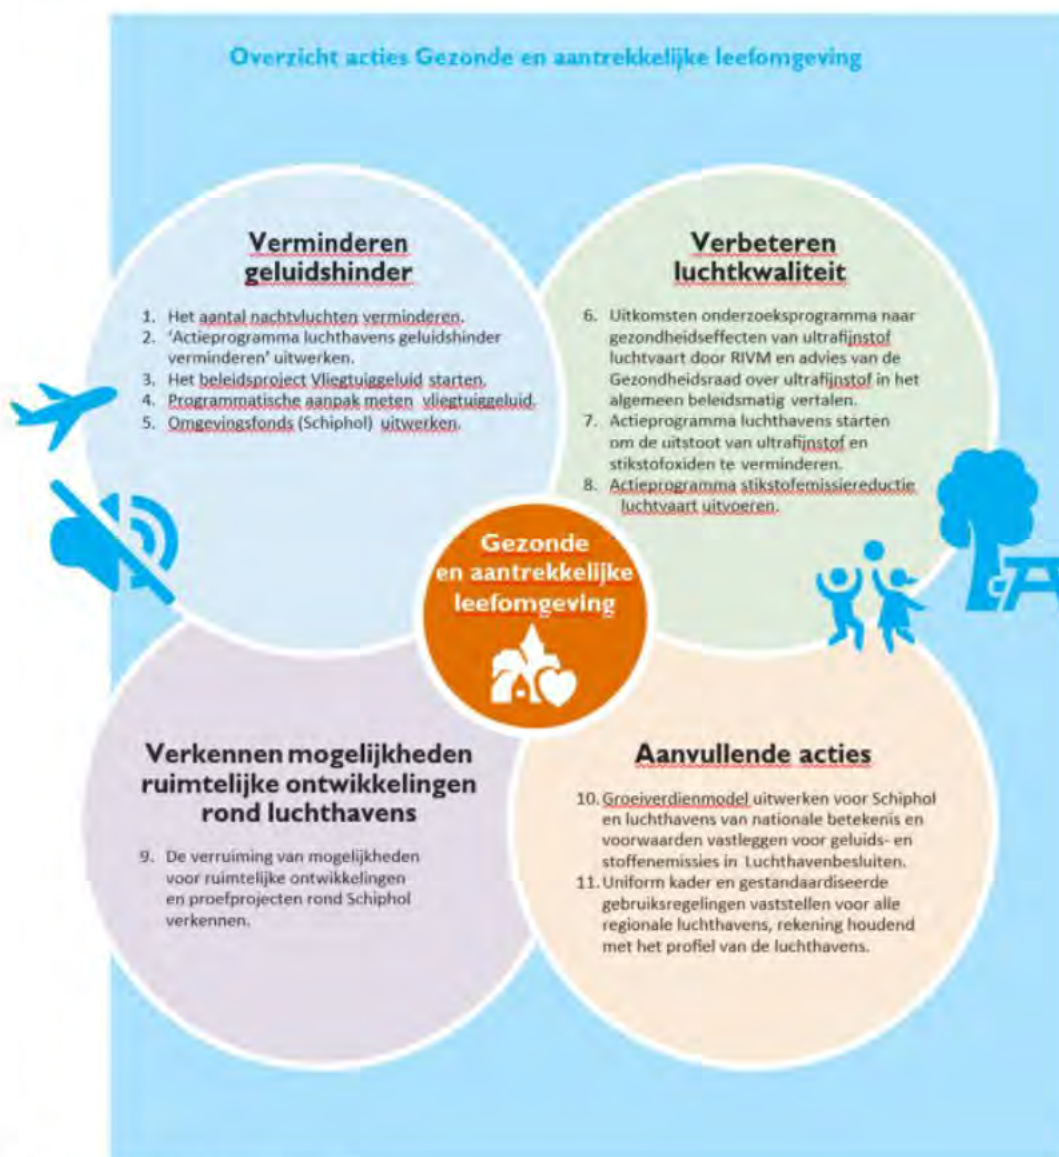 Overzicht acties Gezonde en aantrekkelijke leefomgeving
Verminderen
geluidshinder
1. Het aantal nachtvluchten verminderen.
2. ‘Actieprogramma luchthavens geluidshinder
verminderen’ uitwerken.
3. Het beleidsproject Vliegtuiggeluid starten.
4. Programmatische aanpak meten vliegtuiggeluid.
5. Omgevingsfonds (Schiphol) uitwerken.
Verbeteren
luchtkwaliteit
6. Uitkomsten onderzoeksprogramma naar
gezondheidseffecten van ultrafijnstof
luchtvaart door RIVM en advies van de
Gezondheidsraad over ultrafijnstof in het
algemeen beleidsmatig vertalen.
7. Actieprogramma luchthavens starten
om de uitstoot van ultrafijnstof en
stikstofoxiden te verminderen.
8. Actieprogramma stikstofemissiereductie
luchtvaart uitvoeren.
Gezonde
en aantrekkelijke
leefomgeving
Verkennen mogelijkheden
ruimtelijke ontwikkelingen
rond luchthavens
9. De verruiming van mogelijkheden
voor ruimtelijke ontwikkelingen
en proefprojecten rond Schiphol
verkennen.
Aanvullende acties
10. Groeiverdienmodel uitwerken voor Schiphol
en luchthavens van nationale betekenis en
voorwaarden vastleggen voor geluids- en
stoffenemissies in Luchthavenbesluiten.
11. Uniform kader en gestandaardiseerde
gebruiksregelingen vaststellen voor alle
regionale luchthavens, rekening houdend
met het profiel van de luchthavens.